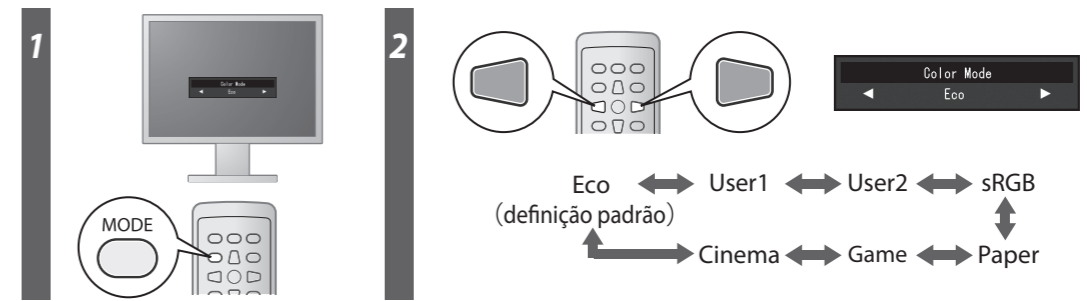 1
Color Mode
◄ Eco ►
MODE
2
Color Mode
◄ Eco ►
Eco User1 User2 sRGB
(definição padrão)
Cinema Game Paper